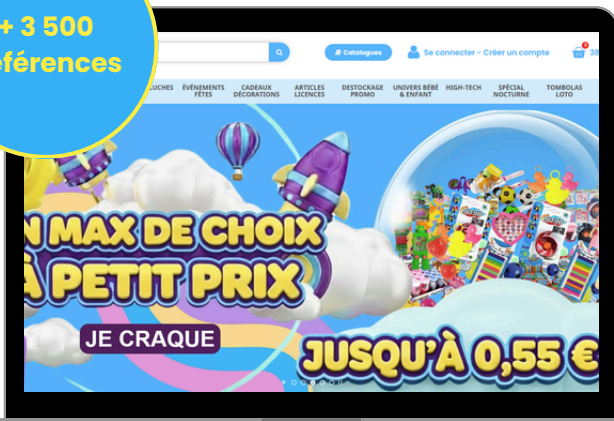 + 3 500
éférences
Catalogues
Se connecter - Créer un compte
38
LUCHES
ÉVÉNEMENTS
FÊTES
CADEAUX
DÉCORATIONS
ARTICLES
LICENCES
DESTOCKAGE
PROMO
UNIVERS BÉBÉ
& ENFANT
HIGH-TECH
SPÉCIAL
NOCTURNE
TOMBOLAS
LOTO
N MAX DE CHOIX
À PETIT PRIX
JE CRAQUE
JUSQU'À 0,55 €